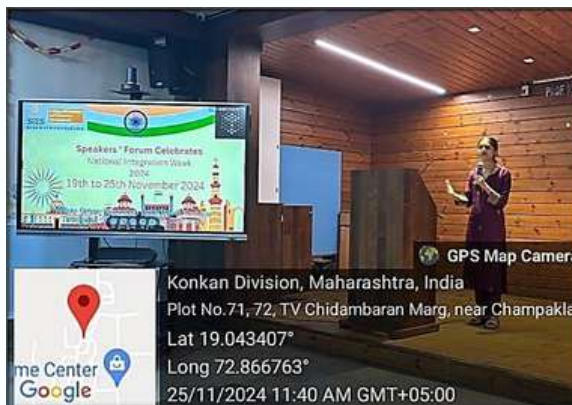 SIES
Speakers' Forum Celebrates
National Integration Week
2024
19th to 25th November 2024
GPS Map Camera
Konkan Division, Maharashtra, India
Plot No.71, 72, TV Chidambaran Marg, near Champakla
Lat 19.043407°
Long 72.866763°
25/11/2024 11:40 AM GMT+05:00
me Center
Google